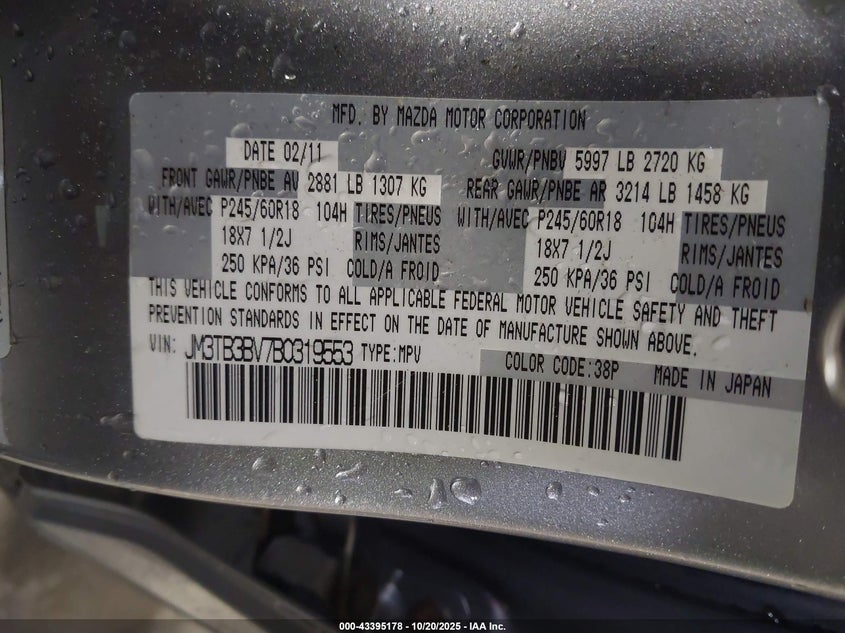 MFD. BY MAZDA MOTOR CORPORATION
DATE 02/11 GVWR/PNBV 5997 LB 2720 KG
FRONT GAWR/PNBE AV 2881 LB 1307 KG REAR GAWR/PNBE AR 3214 LB 1458 KG
WITH/AVEC P245/60R18 104H TIRES/PNEUS WITH/AVEC P245/60R18 104H TIRES/PNEUS
18X7 1/2J RIMS/JANTES 18X7 1/2J RIMS/JANTES
250 KPA/36 PSI COLD/A FROID 250 KPA/36 PSI COLD/A FROID
THIS VEHICLE CONFORMS TO ALL APPLICABLE FEDERAL MOTOR VEHICLE SAFETY AND THEFT
PREVENTION STANDARDS IN EFFECT ON THE DATE OF MANUFACTURE SHOWN ABOVE.
VIN: JM3TB3BV7B0319553 TYPE:MPV
COLOR CODE:38P MADE IN JAPAN
000-43395178 - 10/20/2025 - IAA Inc.